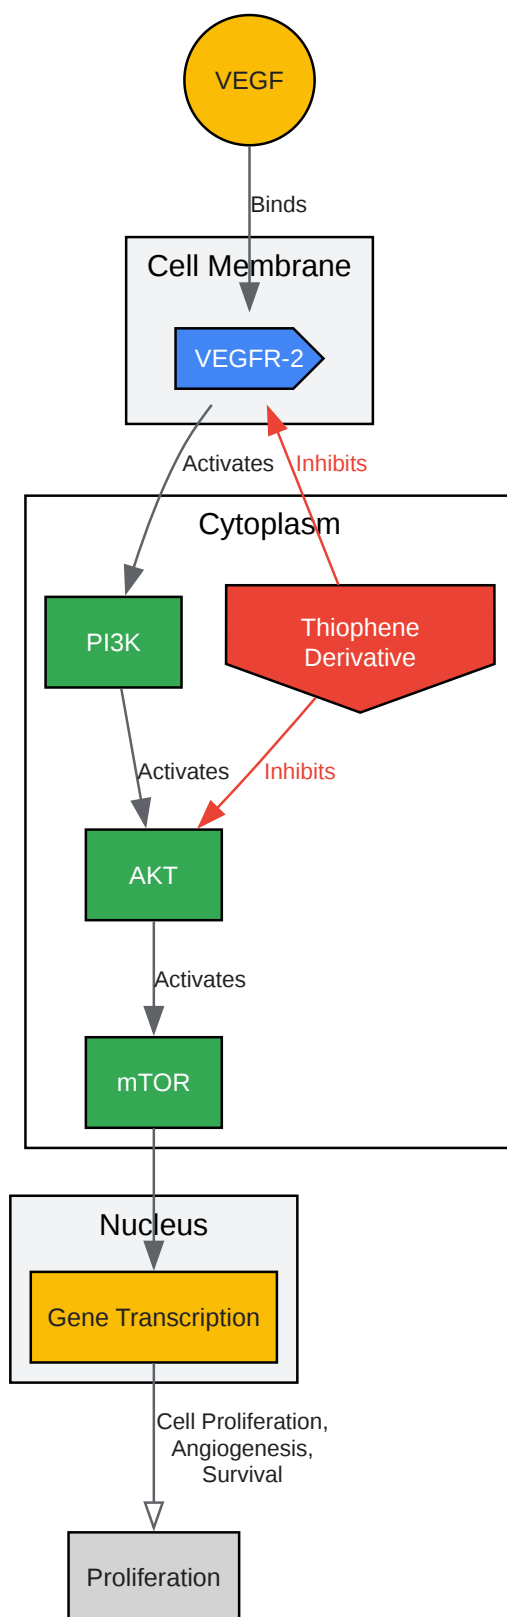 VEGF
Binds
Cell Membrane
VEGFR-2
Activates
Inhibits
Cytoplasm
PI3K
Thiophene
Derivative
Activates
Inhibits
AKT
Activates
mTOR
Nucleus
Gene Transcription
Cell Proliferation,
Angiogenesis,
Survival
Proliferation